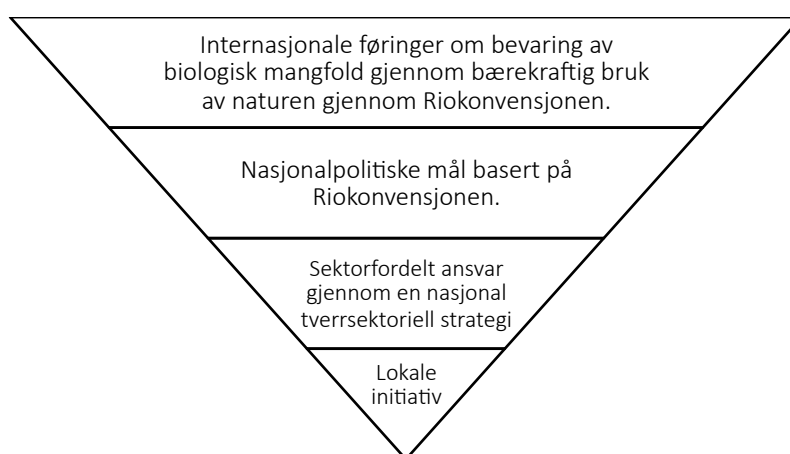 Internasjonale føringer om bevaring av
biologisk mangfold gjennom bærekraftig bruk
av naturen gjennom Riokonvensjonen.
Nasjonalpolitiske mål basert på
Riokonvensjonen.
Sektorfordelt ansvar
gjennom en nasjonal
tverrsektoriell strategi
Lokale
initiativ